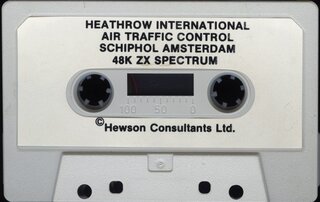 HEATHROW INTERNATIONAL
AIR TRAFFIC CONTROL
SCHIPHOL AMSTERDAM
48K ZX SPECTRUM
100 50 0
©Hewson Consultants Ltd.